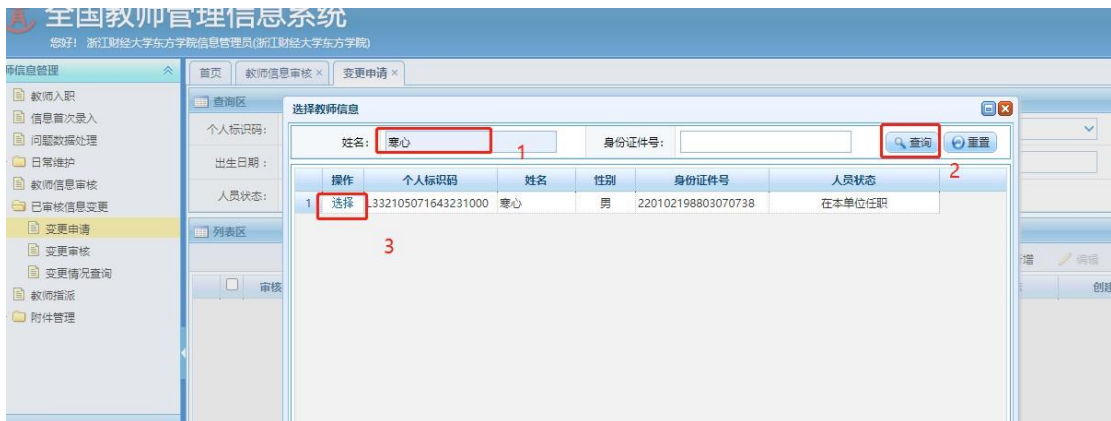 全国教师管理信息系统
您好! 浙江财经大学东方学院信息管理员(浙江财经大学东方学院)
师信息管理
首页
教师信息审核 ×
变更申请 ×
教师入职
信息首次录入
问题数据处理
日常维护
教师信息审核
已审核信息变更
变更申请
变更审核
变更情况查询
教师指派
附件管理
查询区
个人标识码:
出生日期:
人员状态:
列表区
增
编辑
审核
创建
选择教师信息
姓名: 寒心 身份证件号: 查询 重置
1
2
操作 个人标识码 姓名 性别 身份证件号 人员状态
1 选择 L332105071643231000 寒心 男 220102198803070738 在本单位任职
3